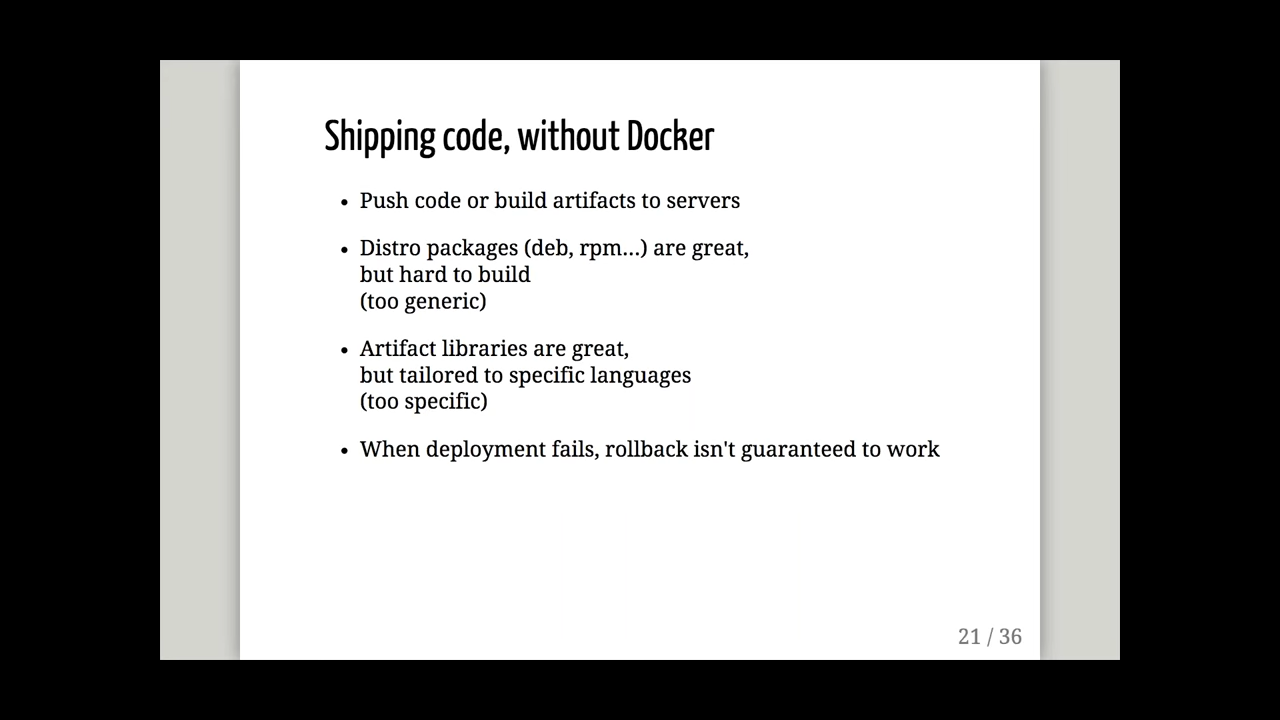 Shipping code, without Docker
• Push code or build artifacts to servers
• Distro packages (deb, rpm...) are great,
but hard to build
(too generic)
• Artifact libraries are great,
but tailored to specific languages
(too specific)
• When deployment fails, rollback isn't guaranteed to work
21 / 36